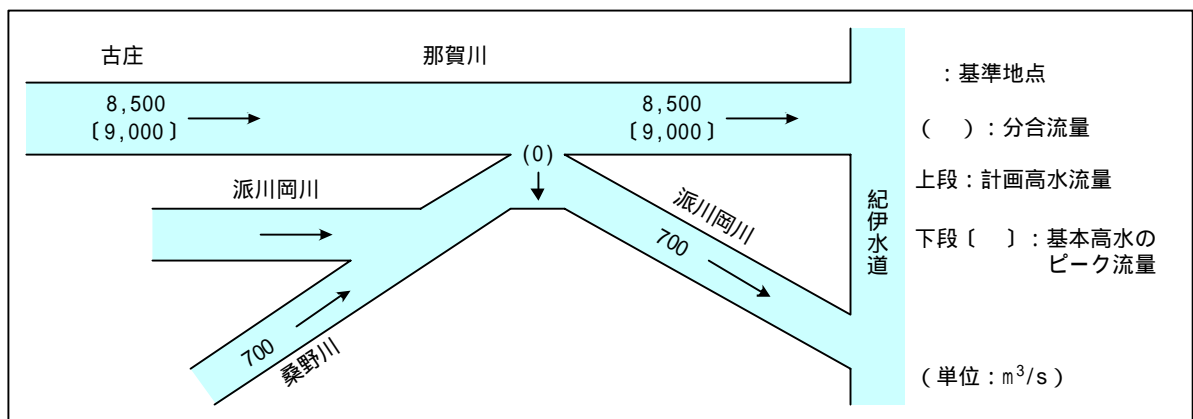 古庄
那賀川
8,500
〔9,000〕
8,500
〔9,000〕
(0)
派川岡川
派川岡川
700
700
桑野川
紀伊水道
：基準地点
(　)：分合流量
上段：計画高水流量
下段〔　〕：基本高水の
ピーク流量
(単位：m³/s)